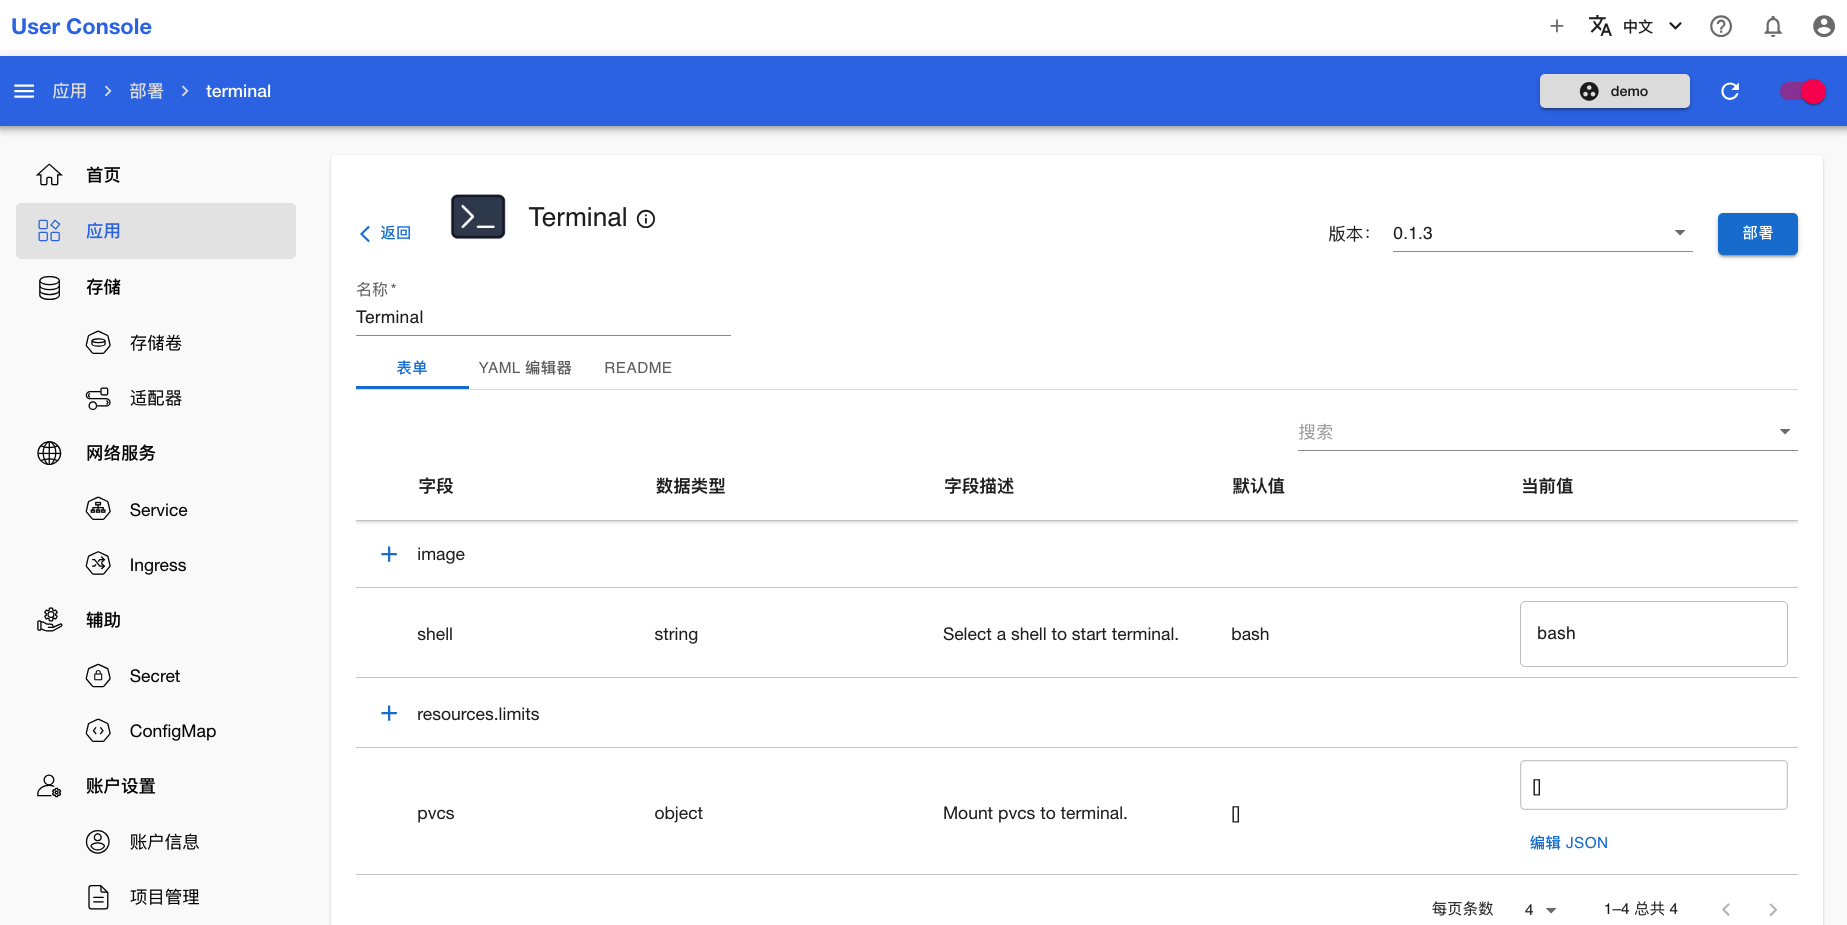 User Console
中文
应用 > 部署 > terminal
demo
首页
应用
存储
存储卷
适配器
网络服务
Service
Ingress
辅助
Secret
ConfigMap
账户设置
账户信息
项目管理
返回
Terminal
版本：
0.1.3
部署
名称 *
Terminal
表单
YAML 编辑器
README
搜索
字段 数据类型 字段描述 默认值 当前值
image
shell string Select a shell to start terminal. bash bash
resources.limits
pvcs object Mount pvcs to terminal. [] []
编辑 JSON
每页条数 4 1–4 总共 4